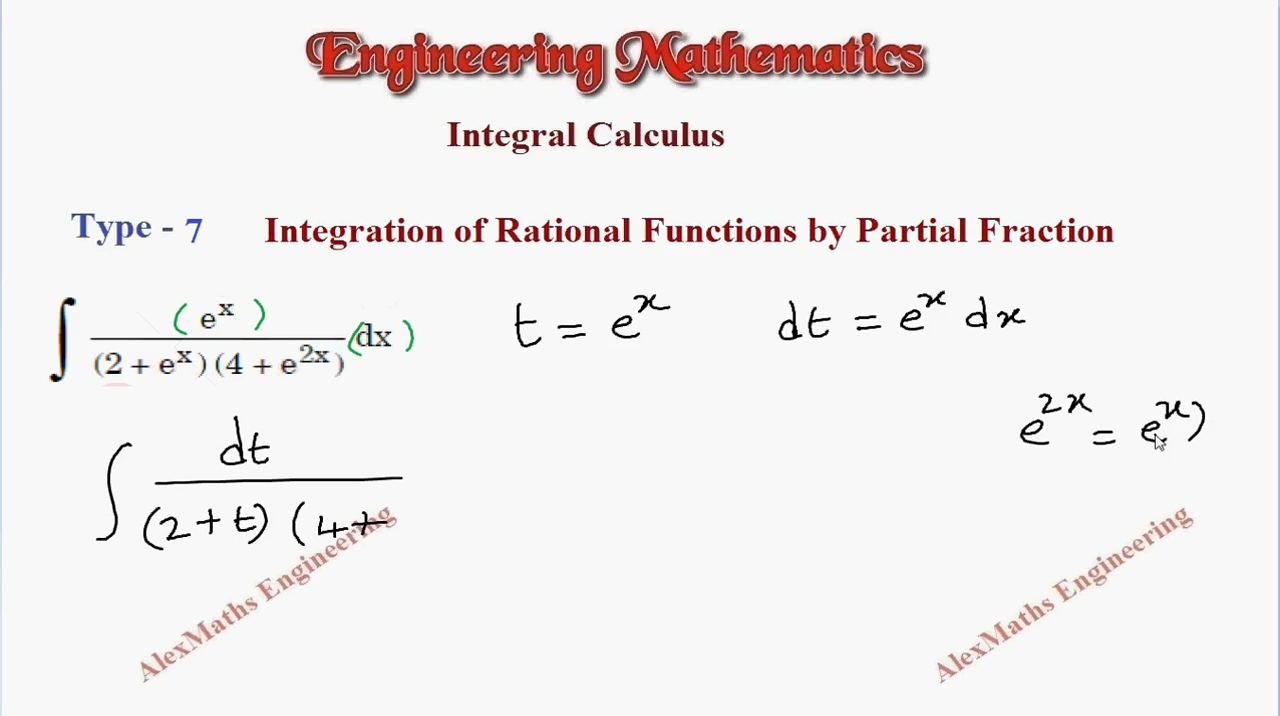 Engineering Mathematics
Integral Calculus
Type - 7 Integration of Rational Functions by Partial Fraction
∫ (e^x) / (2 + e^x)(4 + e^2x) (dx) t = e^x dt = e^x dx
e^2x = e^x)
∫ dt / (2 + t) (4 +
AlexMaths Engineering
AlexMaths Engineering